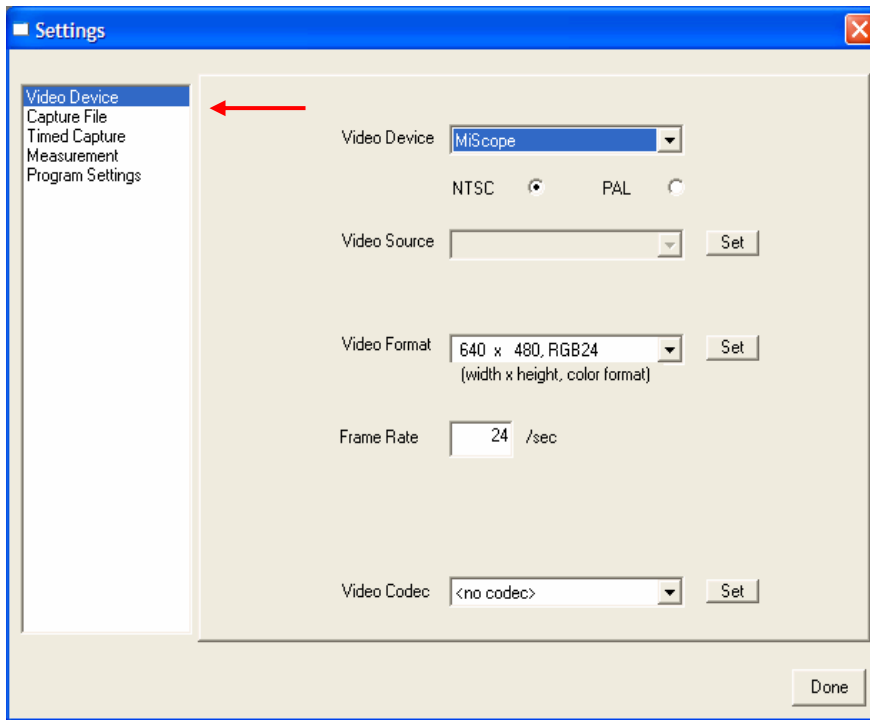 Settings
Video Device
Capture File
Timed Capture
Measurement
Program Settings
Video Device MiScope
NTSC PAL
Video Source Set
Video Format 640 x 480, RGB24 Set
(width x height, color format)
Frame Rate 24 /sec
Video Codec <no codec> Set
Done